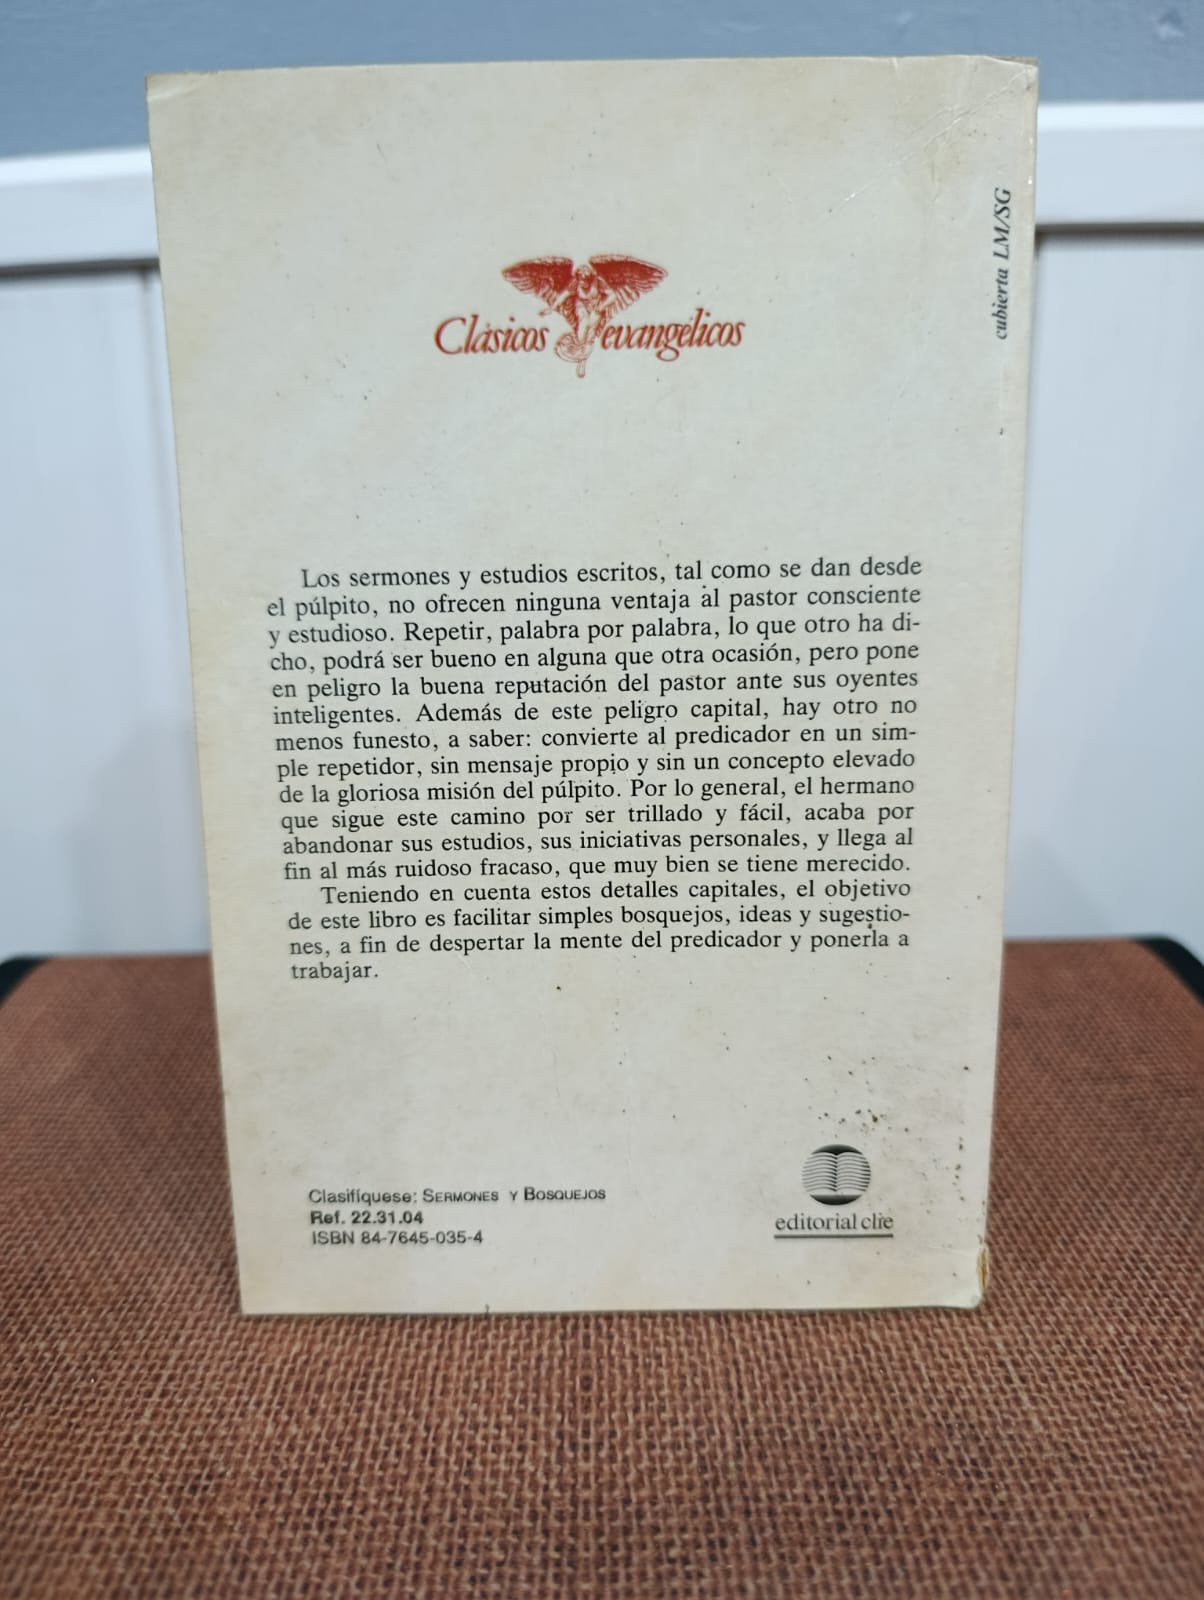 cubierta LM/SG
Clásicos evangélicos
Los sermones y estudios escritos, tal como se dan desde
el púlpito, no ofrecen ninguna ventaja al pastor consciente
y estudioso. Repetir, palabra por palabra, lo que otro ha di-
cho, podrá ser bueno en alguna que otra ocasión, pero pone
en peligro la buena reputación del pastor ante sus oyentes
inteligentes. Además de este peligro capital, hay otro no
menos funesto, a saber: convierte al predicador en un sim-
ple repetidor, sin mensaje propio y sin un concepto elevado
de la gloriosa misión del púlpito. Por lo general, el hermano
que sigue este camino por ser trillado y fácil, acaba por
abandonar sus estudios, sus iniciativas personales, y llega al
fin al más ruidoso fracaso, que muy bien se tiene merecido.
Teniendo en cuenta estos detalles capitales, el objetivo
de este libro es facilitar simples bosquejos, ideas y sugestio-
nes, a fin de despertar la mente del predicador y ponerla a
trabajar.
Clasifíquese: SERMONES Y BOSQUEJOS
Ref. 22.31.04
ISBN 84-7645-035-4
editorial clie